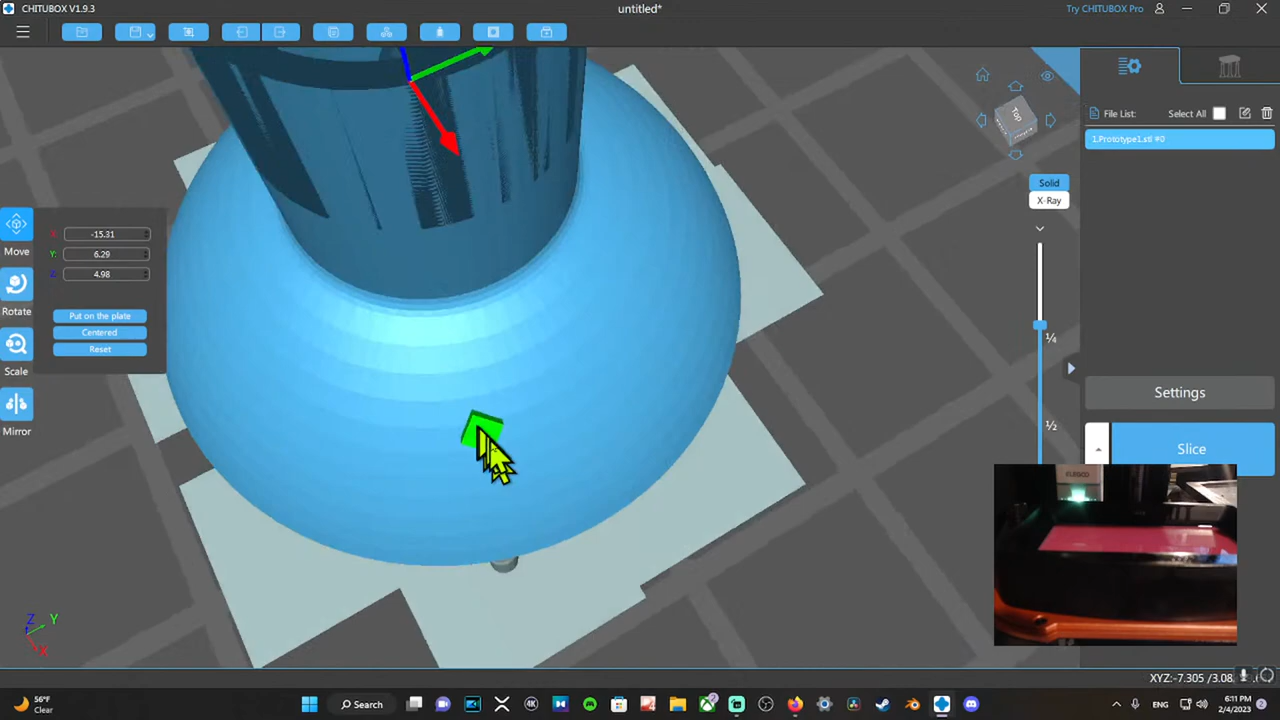 CHITUBOX V1.9.3
untitled*
Try CHITUBOX Pro
TOP
File List:
Select All
1.Prototype1.stl #0
Solid
X-Ray
X:
-15.31
Y:
6.29
Z:
4.98
Move
Rotate
Scale
Mirror
Put on the plate
Centered
Reset
1/4
1/2
Settings
Slice
ELEGOO
Z
Y
X
XYZ:-7.305 /3.08
56°F
Clear
Search
ENG
6:11 PM
2/4/2023